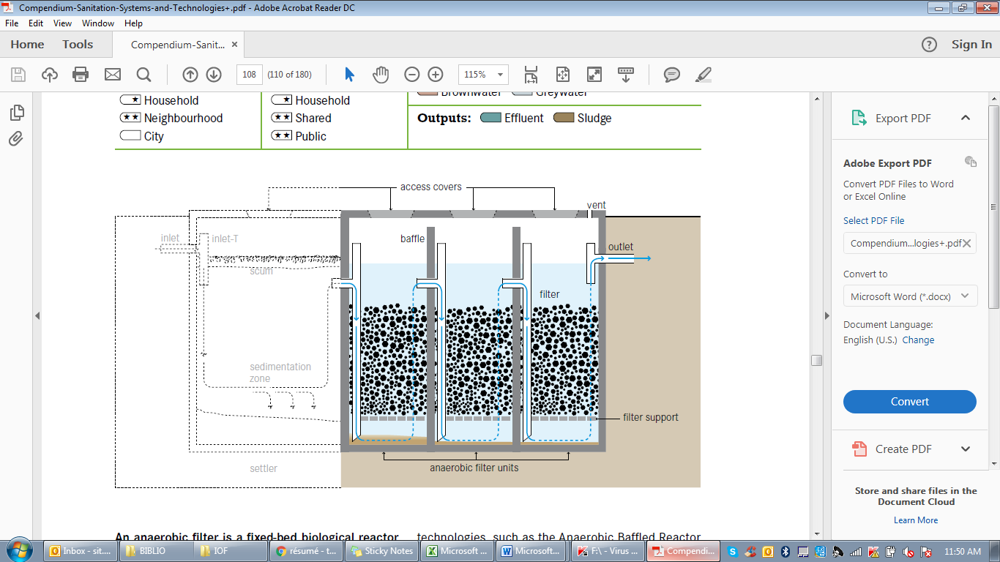 Compendium-Sanitation-Systems-and-Technologies+.pdf - Adobe Acrobat Reader DC
File Edit View Window Help
Home Tools Compendium-Sanit... × ? Sign In
108 (110 of 180) 115%
Household Household Brownwater Greywater
Neighbourhood Shared Outputs: Effluent Sludge
City Public
access covers
vent
inlet inlet-T baffle outlet
scum
filter
sedimentation
zone
filter support
anaerobic filter units
settler
An anaerobic filter is a fixed-bed biological reactor
technologies, such as the Anaerobic Baffled Reactor
Export PDF
Adobe Export PDF
Convert PDF Files to Word
or Excel Online
Select PDF File
Compendium...logies+.pdf
Convert to
Microsoft Word (*.docx)
Document Language:
English (U.S.) Change
Convert
Create PDF
Store and share files in the
Document Cloud
Learn More
Inbox - sit.... BIBLIO IOF résumé - t... Sticky Notes Microsoft ... Microsoft... F:\ - Virus ... Compendi... 11:50 AM